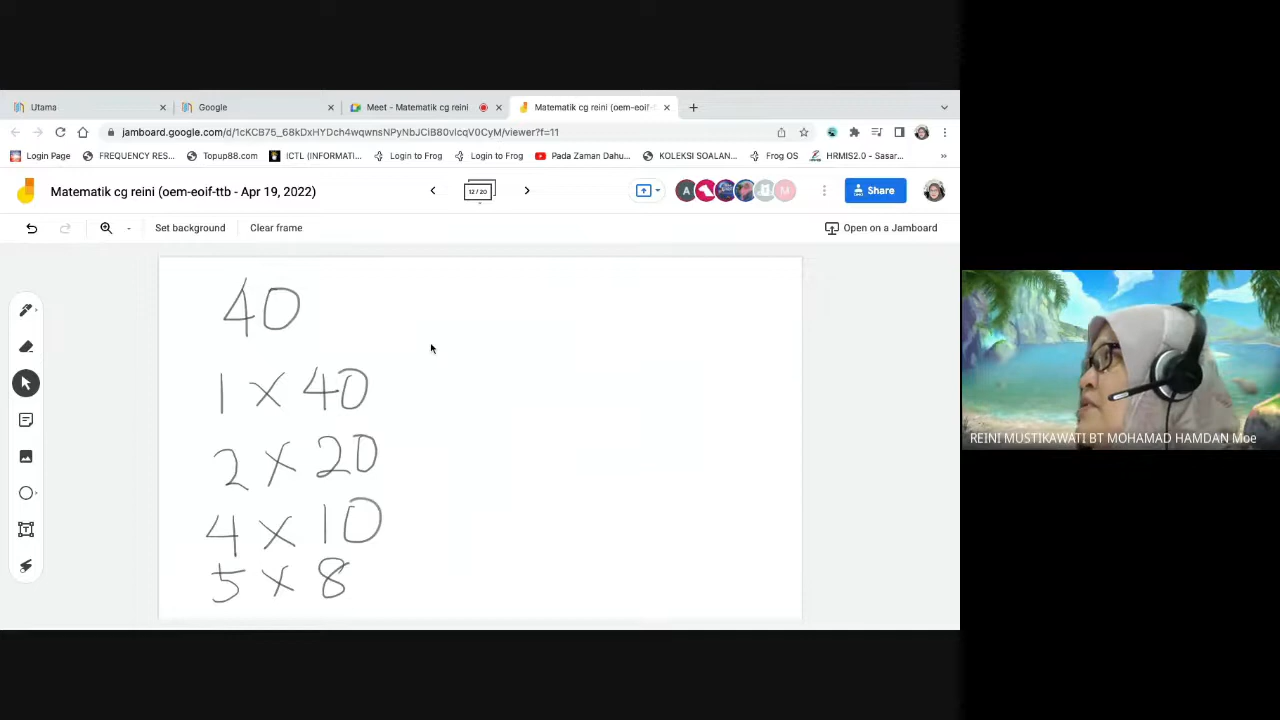 Utama
Google
Meet - Matematik cg reini
Matematik cg reini (oem-eoif-t
jamboard.google.com/d/1cKCB75_68kDxHYDch4wqwnsNPyNbJCiB80vlcqV0CyM/viewer?f=11
Login Page
FREQUENCY RES...
Topup88.com
ICTL (INFORMATI...
Login to Frog
Login to Frog
Pada Zaman Dahu...
KOLEKSI SOALAN...
Frog OS
HRMIS2.0 - Sasar...
»
Matematik cg reini (oem-eoif-ttb - Apr 19, 2022)
12 / 20
A
M
Share
Set background
Clear frame
Open on a Jamboard
40
1 x 40
2 x 20
4 x 10
5 x 8
REINI MUSTIKAWATI BT MOHAMAD HAMDAN Moe